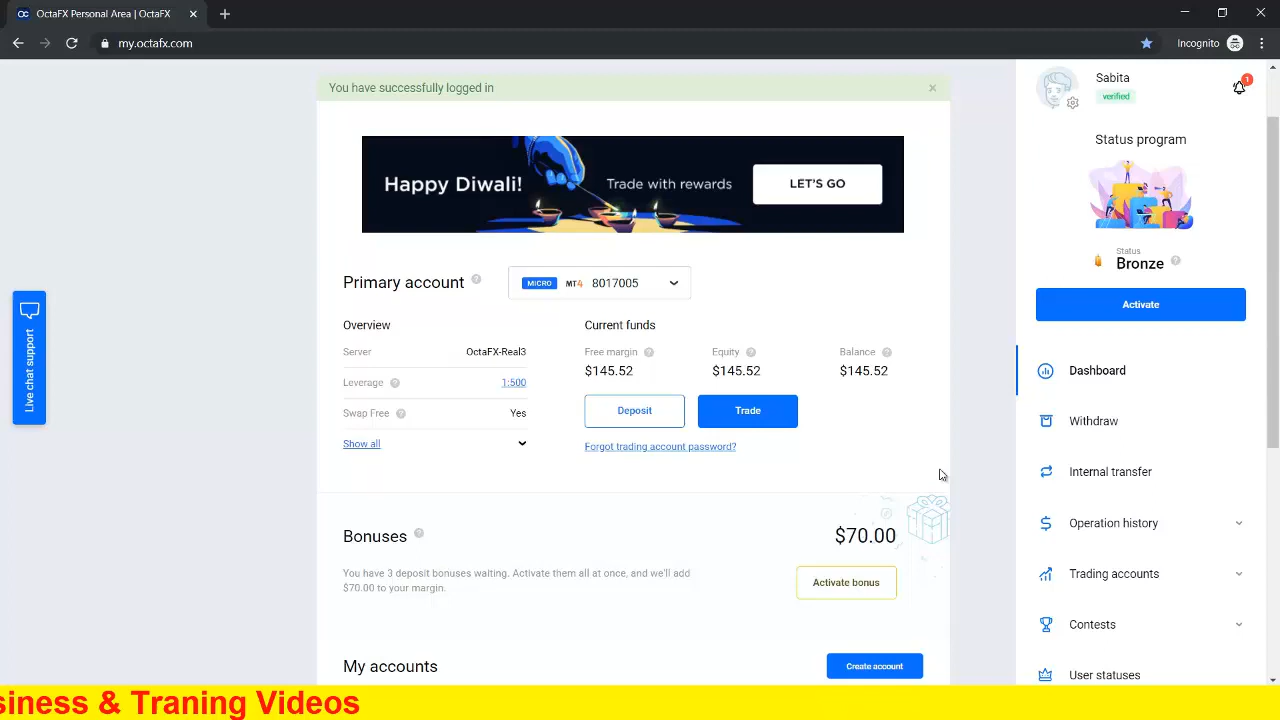 OctaFX Personal Area | OctaFX
my.octafx.com
Incognito
You have successfully logged in
Happy Diwali!
Trade with rewards
LET'S GO
Primary account
MICRO MT4 8017005
Overview
Server OctaFX-Real3
Leverage 1:500
Swap Free Yes
Show all
Current funds
Free margin Equity Balance
$145.52 $145.52 $145.52
Deposit Trade
Forgot trading account password?
Bonuses
$70.00
You have 3 deposit bonuses waiting. Activate them all at once, and we'll add
$70.00 to your margin.
Activate bonus
My accounts
Create account
Live chat support
Sabita
verified
1
Status program
Status
Bronze
Activate
Dashboard
Withdraw
Internal transfer
Operation history
Trading accounts
Contests
User statuses
siness & Traning Videos